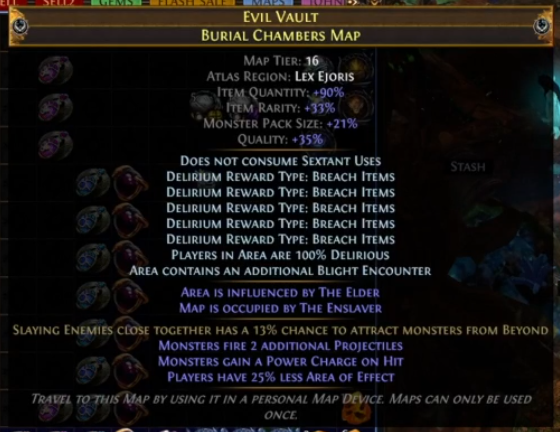 SELL2
GEMS
FLASH SALE
MAPS
Evil Vault
Burial Chambers Map
Map Tier: 16
Atlas Region: Lex Ejoris
Item Quantity: +90%
Item Rarity: +33%
Monster Pack Size: +21%
Quality: +35%
Does not consume Sextant Uses
Delirium Reward Type: Breach Items
Delirium Reward Type: Breach Items
Delirium Reward Type: Breach Items
Delirium Reward Type: Breach Items
Delirium Reward Type: Breach Items
Players in Area are 100% Delirious
Area contains an additional Blight Encounter
Area is influenced by The Elder
Map is occupied by The Enslaver
Slaying Enemies close together has a 13% chance to attract monsters from Beyond
Monsters fire 2 additional Projectiles
Monsters gain a Power Charge on Hit
Players have 25% less Area of Effect
Travel to this Map by using it in a personal Map Device. Maps can only be used
once.
Stash